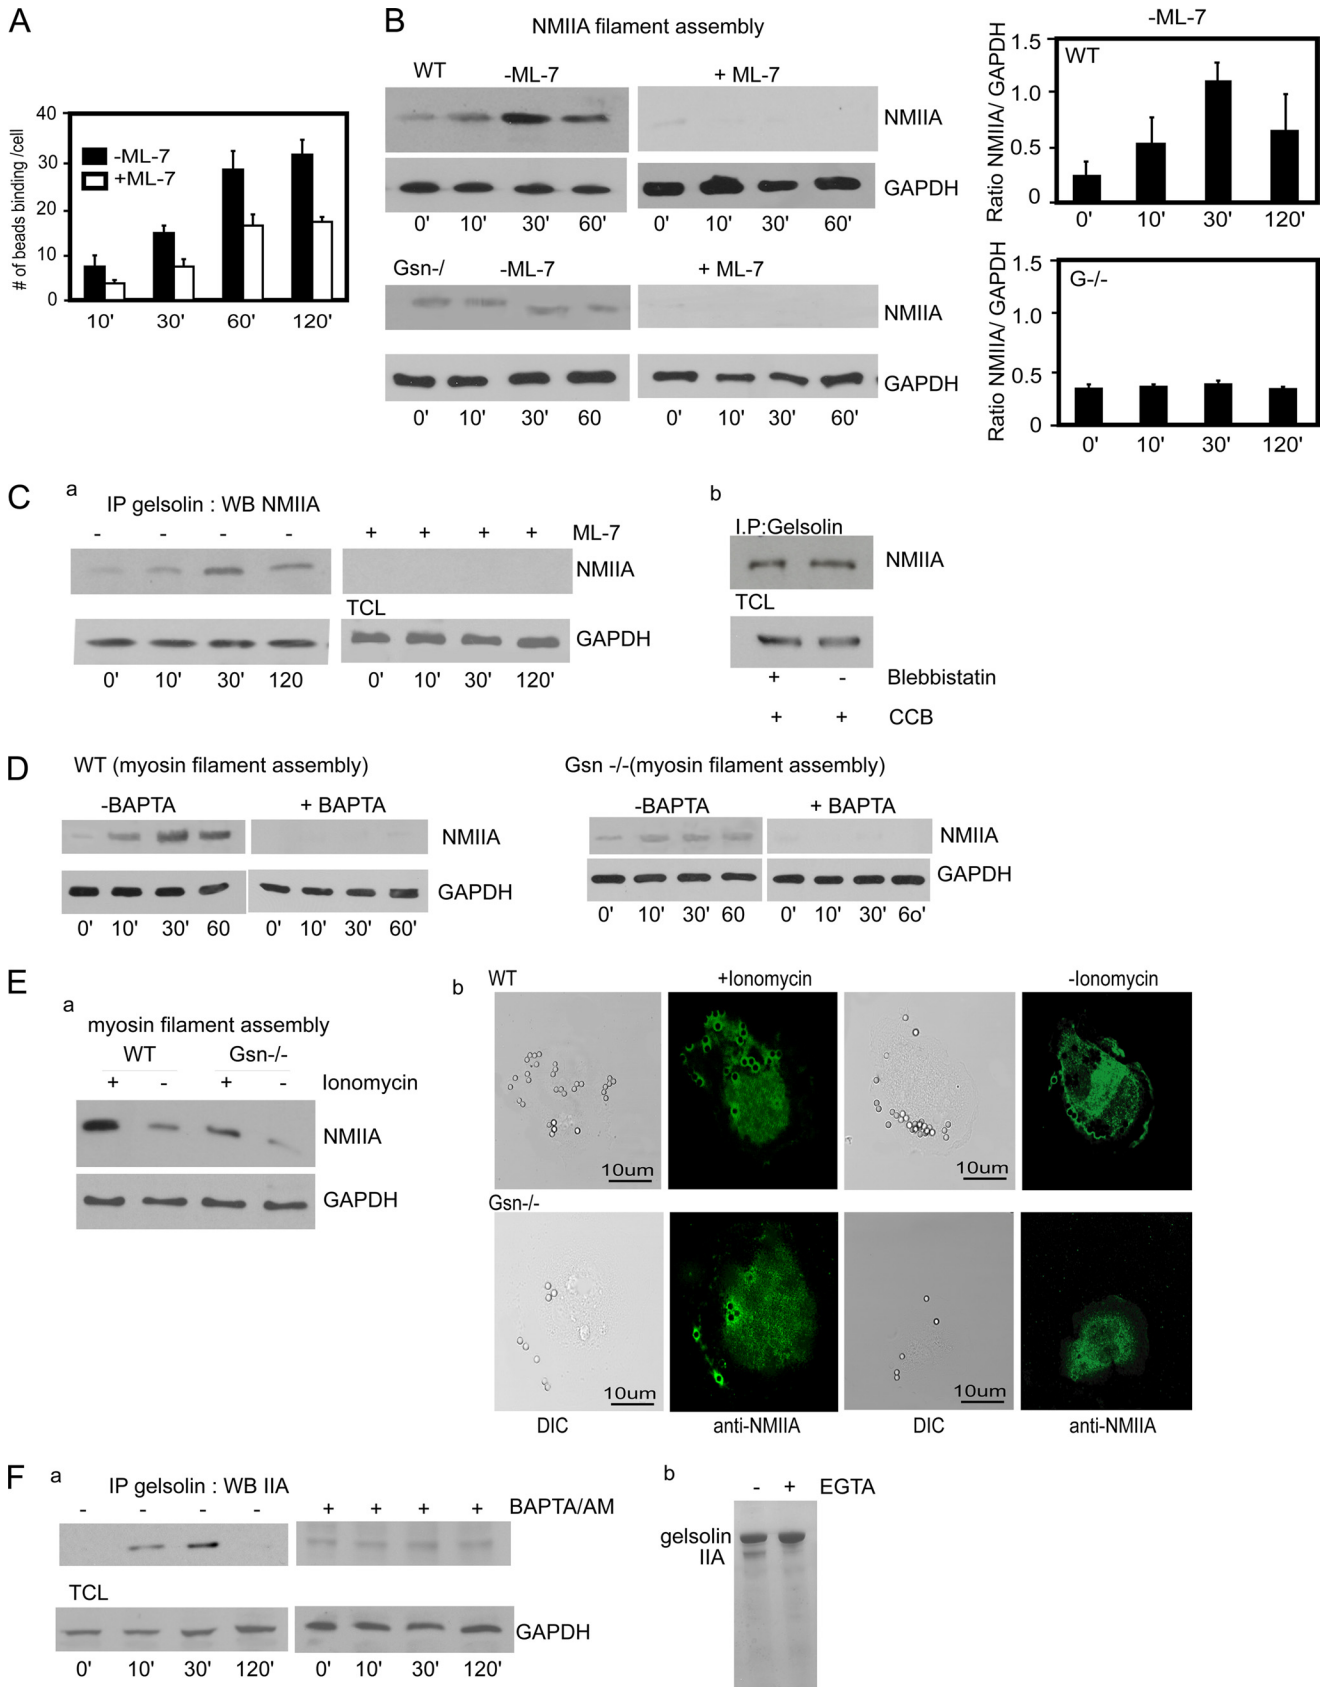 A
# of beads binding /cell
40
30
20
10
0
-ML-7
+ML-7
10' 30' 60' 120'
B
NMIIA filament assembly
WT -ML-7 + ML-7
NMIIA
GAPDH
0' 10' 30' 60' 0' 10' 30' 60'
Gsn-/ -ML-7 + ML-7
NMIIA
GAPDH
0' 10' 30' 60 0' 10' 30' 60'
-ML-7
Ratio NMIIA/ GAPDH
1.5
1.0
0.5
0
WT
0' 10' 30' 120'
Ratio NMIIA/ GAPDH
1.5
1.0
0.5
0
G-/-
0' 10' 30' 120'
C
a
IP gelsolin : WB NMIIA
- - - - + + + + ML-7
NMIIA
TCL
GAPDH
0' 10' 30' 120 0' 10' 30' 120'
b
I.P:Gelsolin
NMIIA
TCL
+ - Blebbistatin
+ + CCB
D
WT (myosin filament assembly)
-BAPTA + BAPTA
NMIIA
GAPDH
0' 10' 30' 60 0' 10' 30' 60'
Gsn -/-(myosin filament assembly)
-BAPTA + BAPTA
NMIIA
GAPDH
0' 10' 30' 60 0' 10' 30' 6o'
E
a
myosin filament assembly
WT Gsn-/-
+ - + - Ionomycin
NMIIA
GAPDH
b
WT +Ionomycin -Ionomycin
10um 10um
Gsn-/-
10um 10um
DIC anti-NMIIA DIC anti-NMIIA
F
a
IP gelsolin : WB IIA
- - - - + + + + BAPTA/AM
TCL
GAPDH
0' 10' 30' 120' 0' 10' 30' 120'
b
- + EGTA
gelsolin
IIA